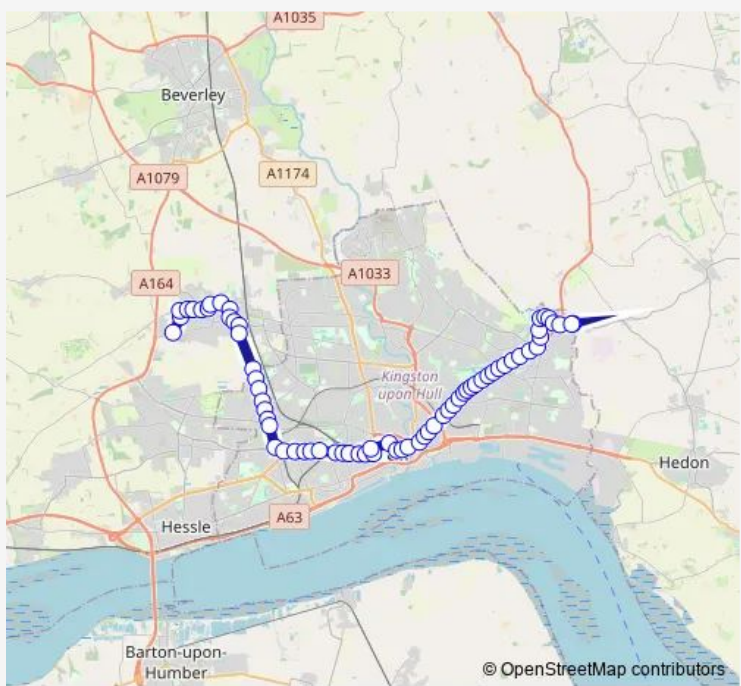 A1035
Beverley
A1079
A1174
A164
A1033
Kingston
upon Hull
Hedon
Hessle
A63
Barton-upon-
Humber
© OpenStreetMap contributors